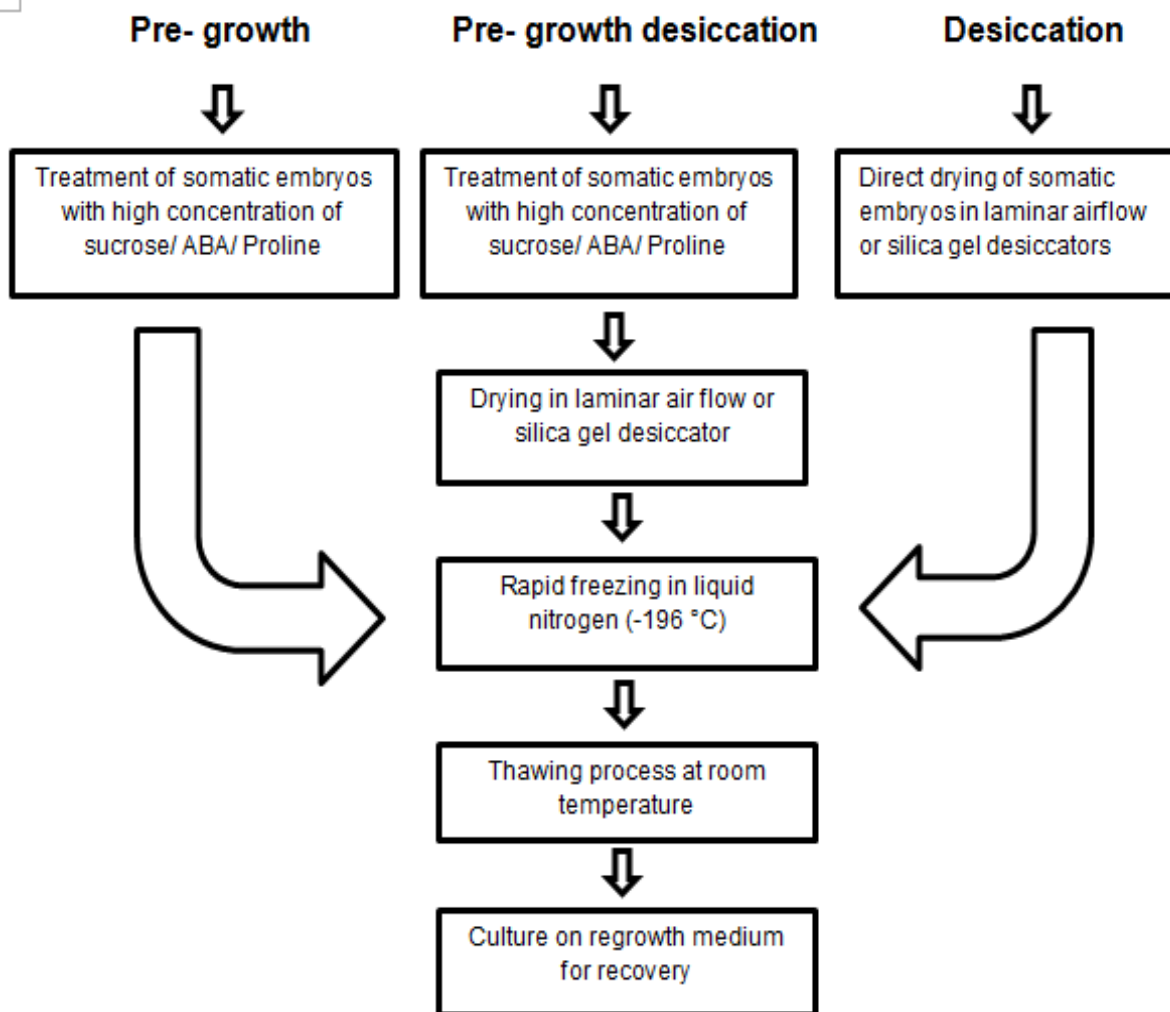 Pre- growth
Pre- growth desiccation
Desiccation
Treatment of somatic embryos
with high concentration of
sucrose/ ABA/ Proline
Treatment of somatic embryos
with high concentration of
sucrose/ ABA/ Proline
Direct drying of somatic
embryos in laminar airflow
or silica gel desiccators
Drying in laminar air flow or
silica gel desiccator
Rapid freezing in liquid
nitrogen (-196 °C)
Thawing process at room
temperature
Culture on regrowth medium
for recovery